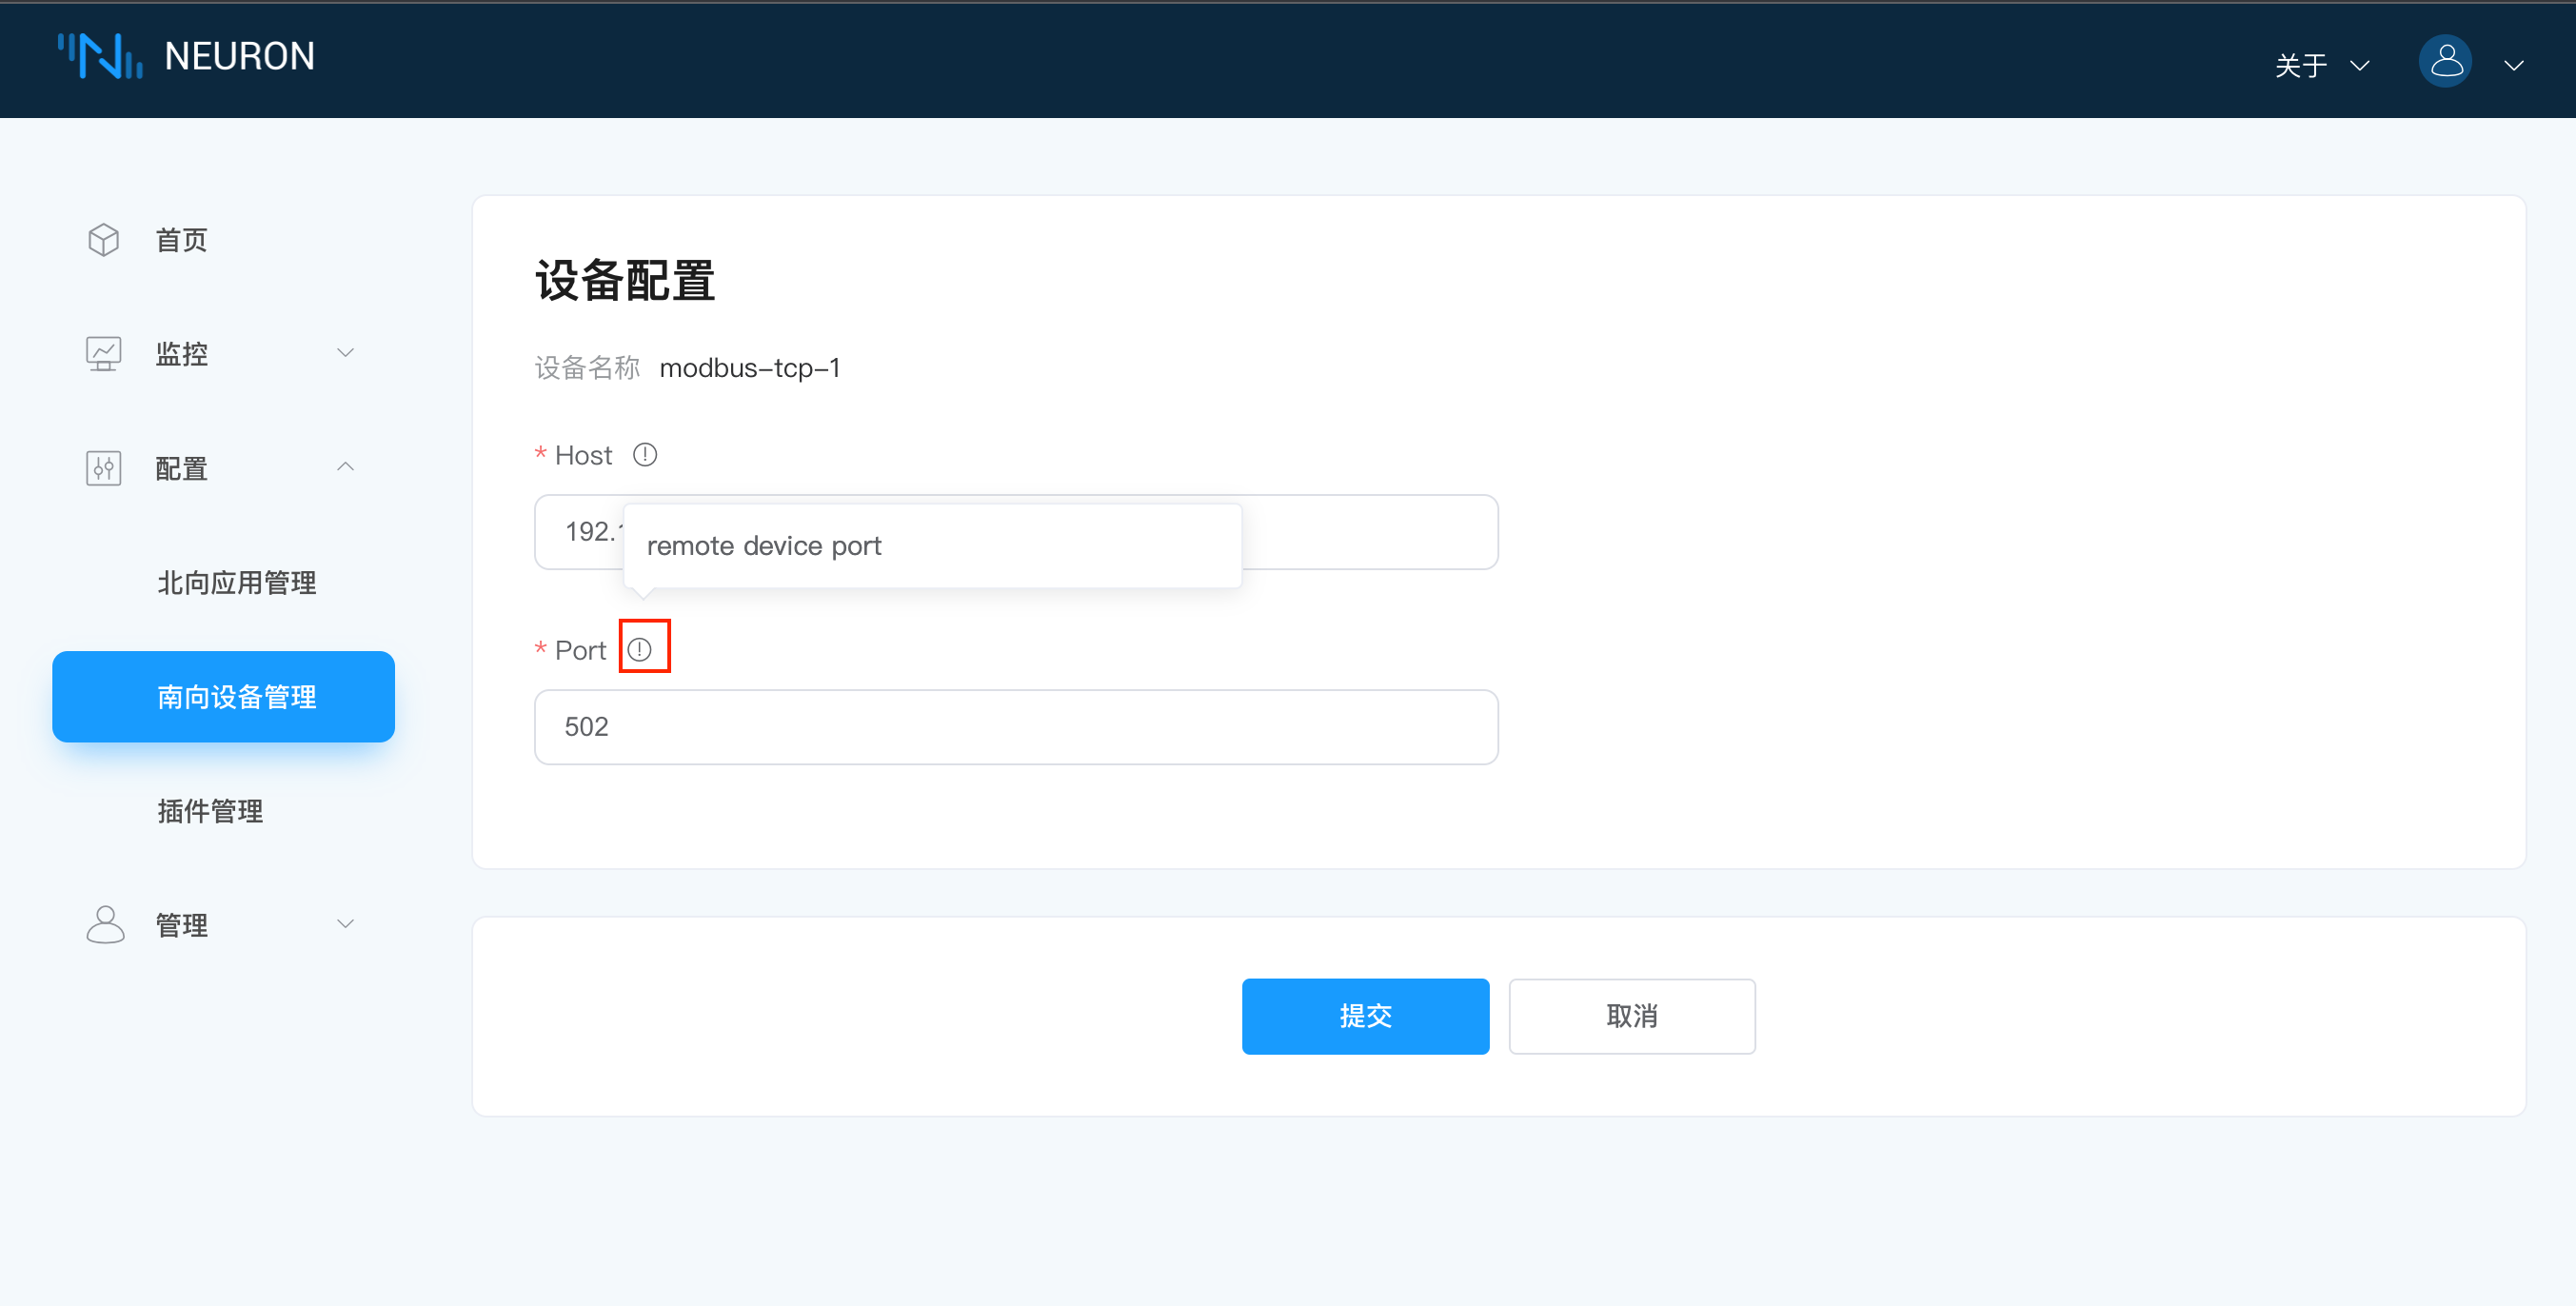 NEURON
关于
首页
监控
配置
北向应用管理
南向设备管理
插件管理
管理
设备配置
设备名称 modbus-tcp-1
* Host
192.1
remote device port
* Port
502
提交
取消